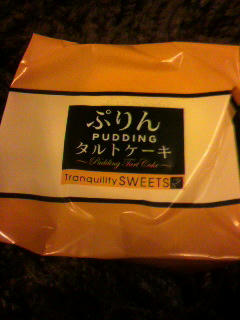 ぷりん
PUDDING
タルトケーキ
～Pudding Tart Cake～
Tranquility SWEETS